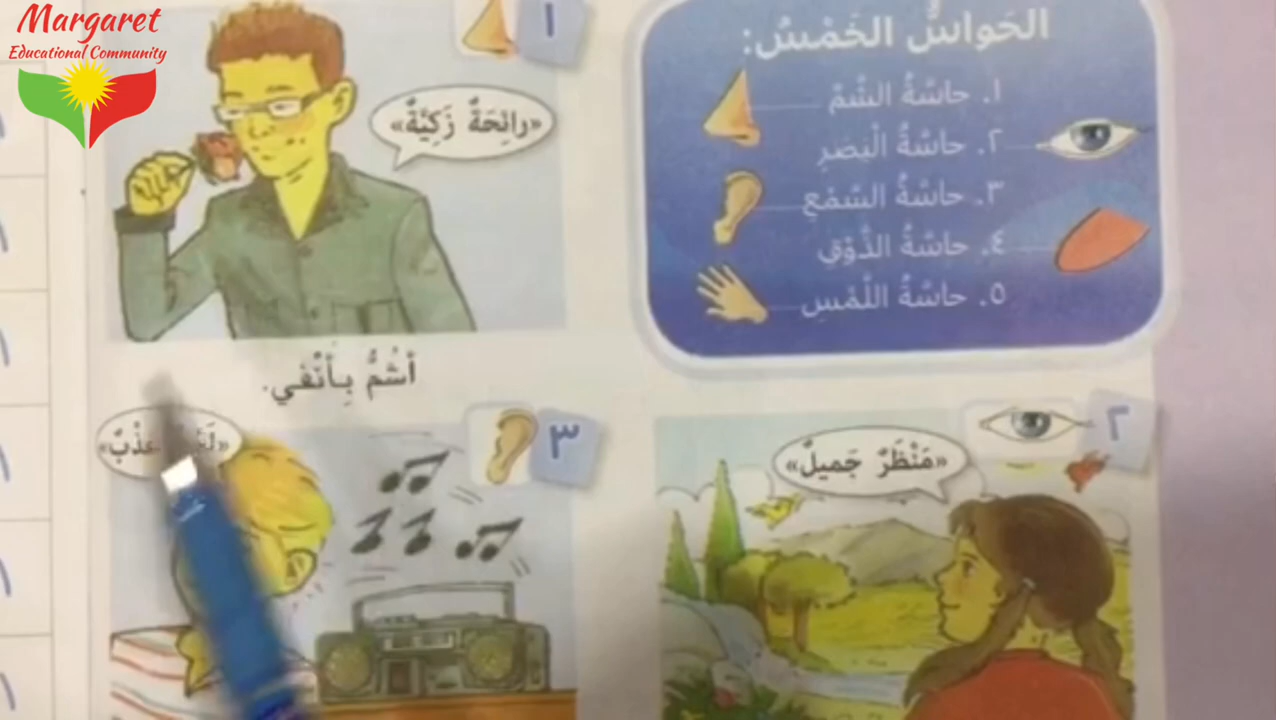 Margaret
Educational Community
الحَواسُّ الخَمْسُ:
١. حاسَّةُ الشَّمْ
٢. حاسَّةُ الْبَصَرِ
٣. حاسَّةُ السَّمْعِ
٤. حاسَّةُ الذَّوْقِ
٥. حاسَّةُ اللَّمْسِ
١
«رائِحَةٌ زَكِيَّةٌ»
أَشُمُّ بِأَنْفي.
٢
«مَنْظَرٌ جَميلٌ»
٣
عَذْبٌ»